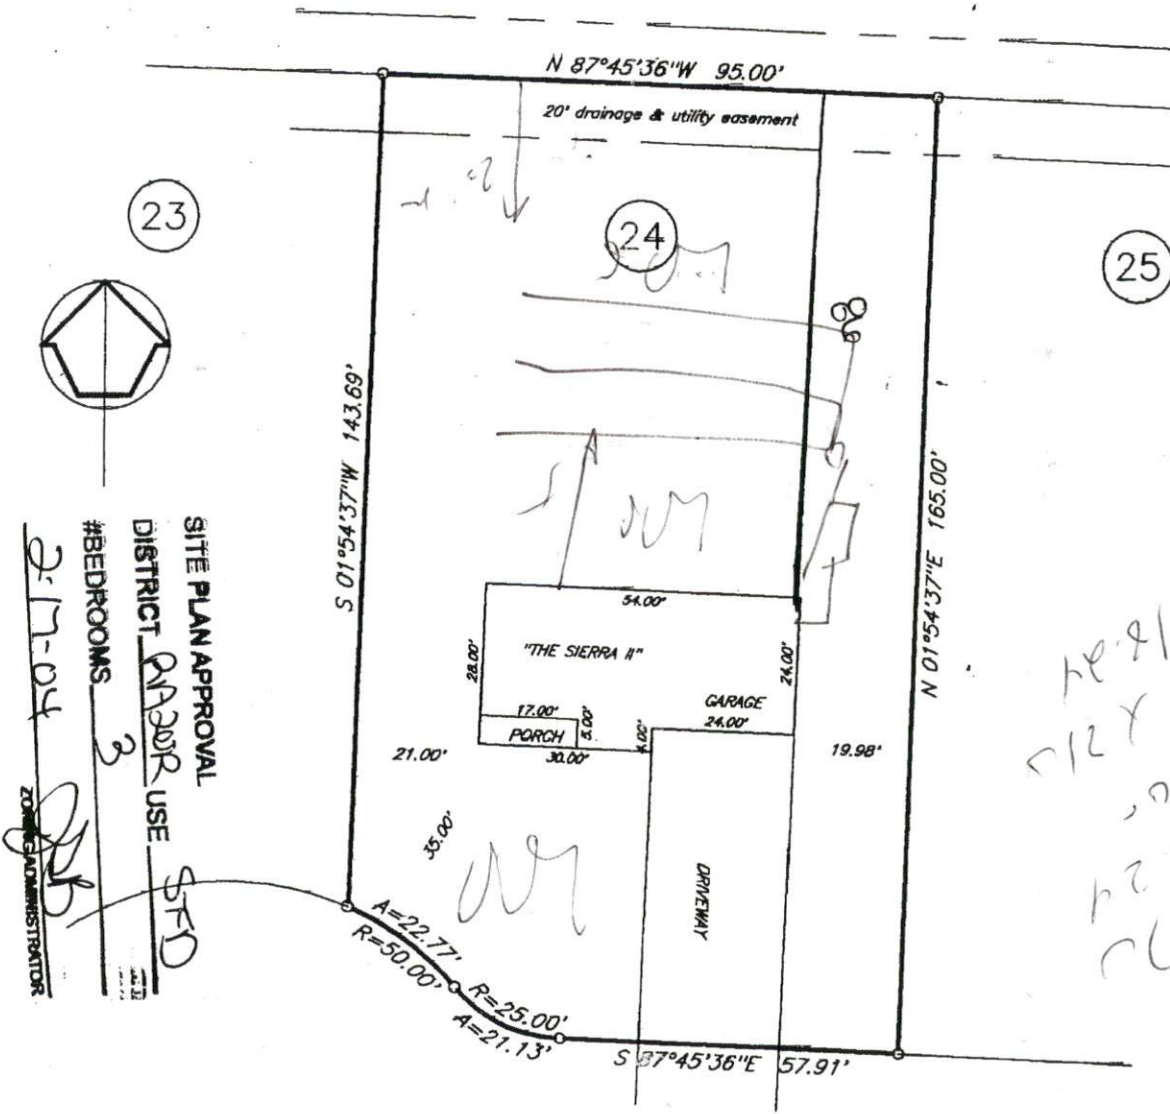 N 87°45'36"W 95.00'
20' drainage & utility easement
23
24
25
S 01°54'37"W 143.69'
N 01°54'37"E 165.00'
54.00'
28.00'
"THE SIERRA II"
24.00'
GARAGE
24.00'
17.00'
5.00'
PORCH
30.00'
4.00'
21.00'
19.98'
35.00'
DRIVEWAY
A=22.77'
R=50.00'
R=25.00'
A=21.13'
S 87°45'36"E 57.91'
SITE PLAN APPROVAL
DISTRICT RA20R USE SFD
#BEDROOMS 3
2-17-04
ZONING ADMINISTRATOR